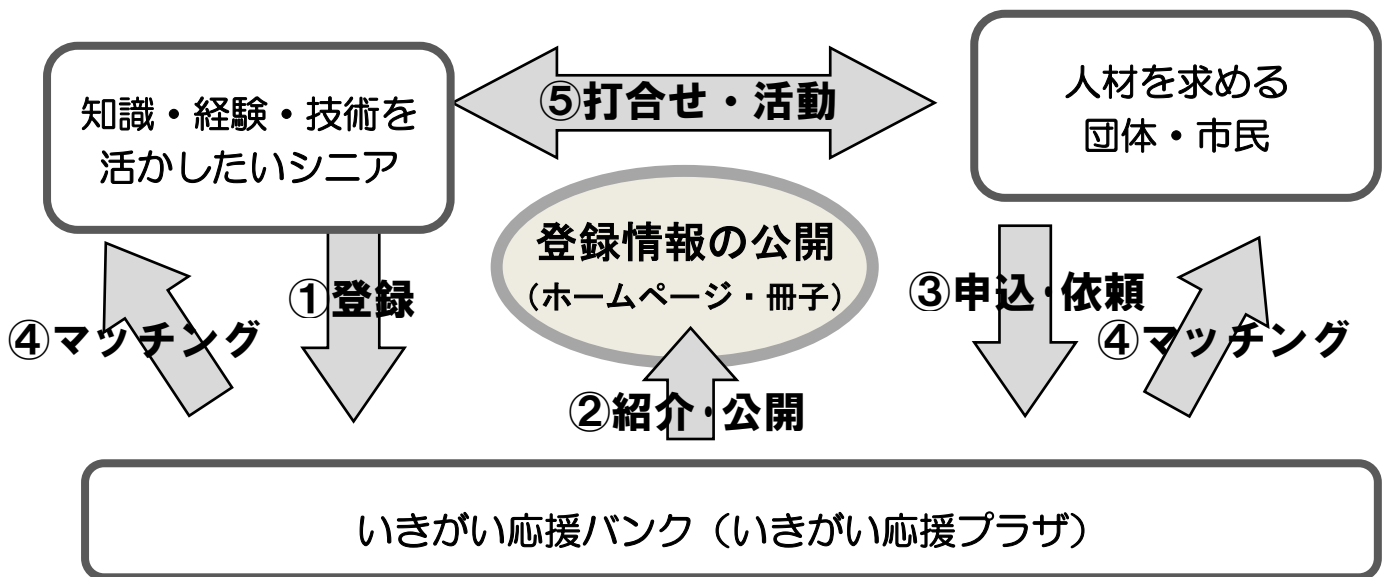 知識・経験・技術を
活かしたいシニア
⑤打合せ・活動
人材を求める
団体・市民
登録情報の公開
（ホームページ・冊子）
①登録
④マッチング
③申込・依頼
④マッチング
②紹介・公開
いきがい応援バンク（いきがい応援プラザ）